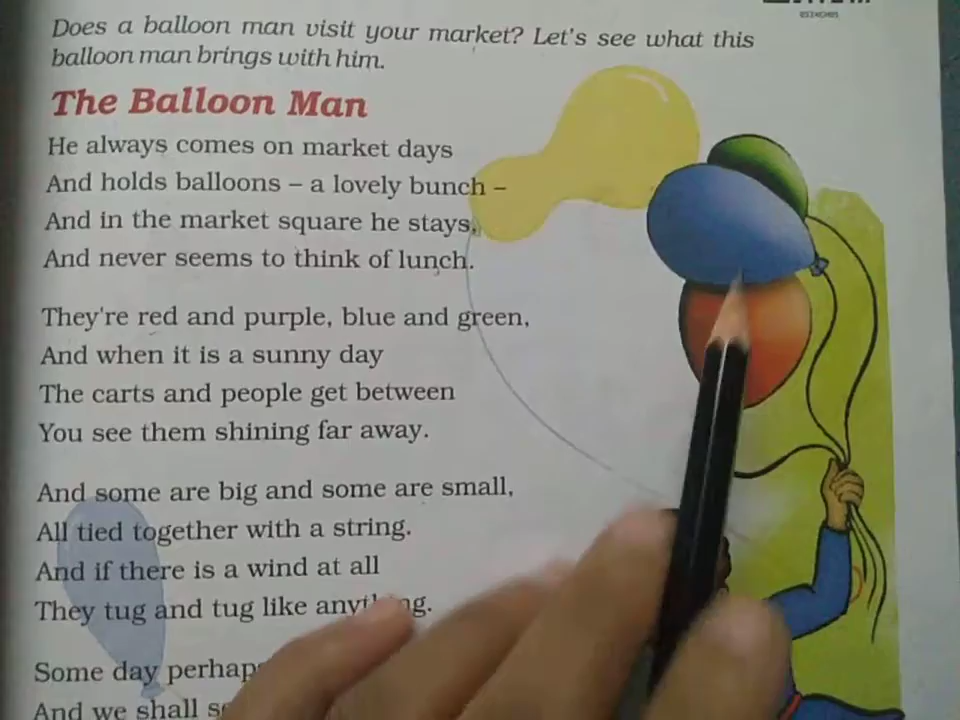 Does a balloon man visit your market? Let's see what this
balloon man brings with him.
The Balloon Man
He always comes on market days
And holds balloons – a lovely bunch –
And in the market square he stays,
And never seems to think of lunch.
They're red and purple, blue and green,
And when it is a sunny day
The carts and people get between
You see them shining far away.
And some are big and some are small,
All tied together with a string.
And if there is a wind at all
They tug and tug like anything.
Some day perhaps
And we shall